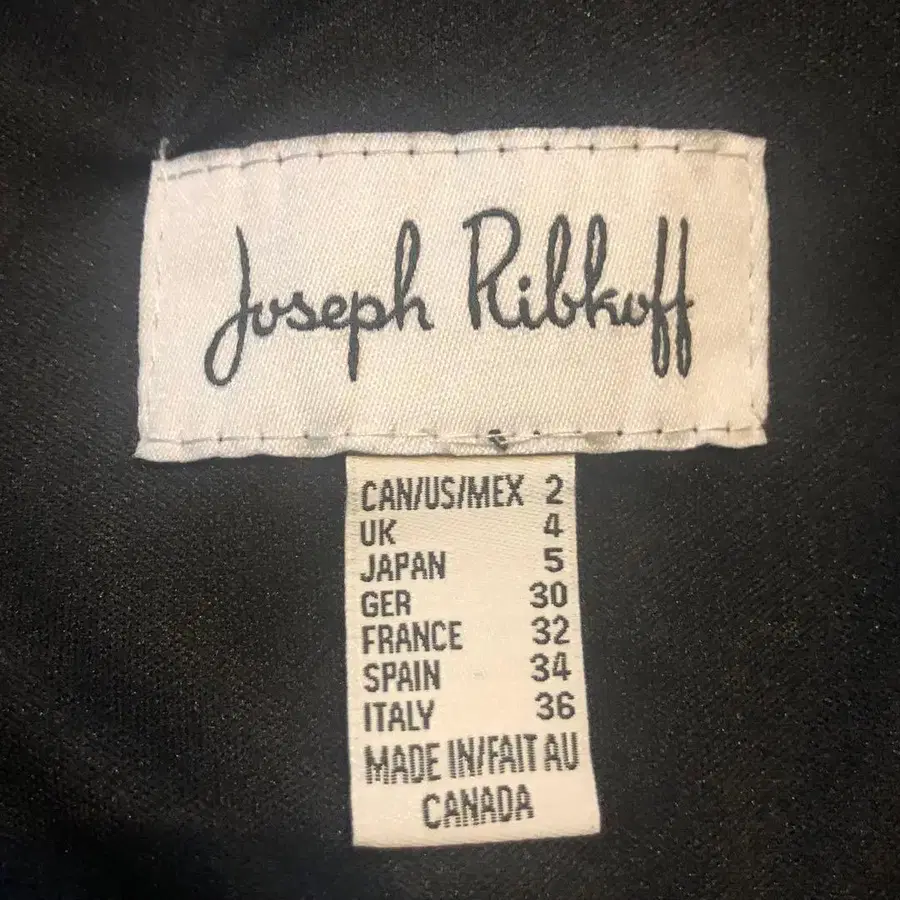 Joseph Ribkoff
CAN/US/MEX 2
UK 4
JAPAN 5
GER 30
FRANCE 32
SPAIN 34
ITALY 36
MADE IN/FAIT AU
CANADA